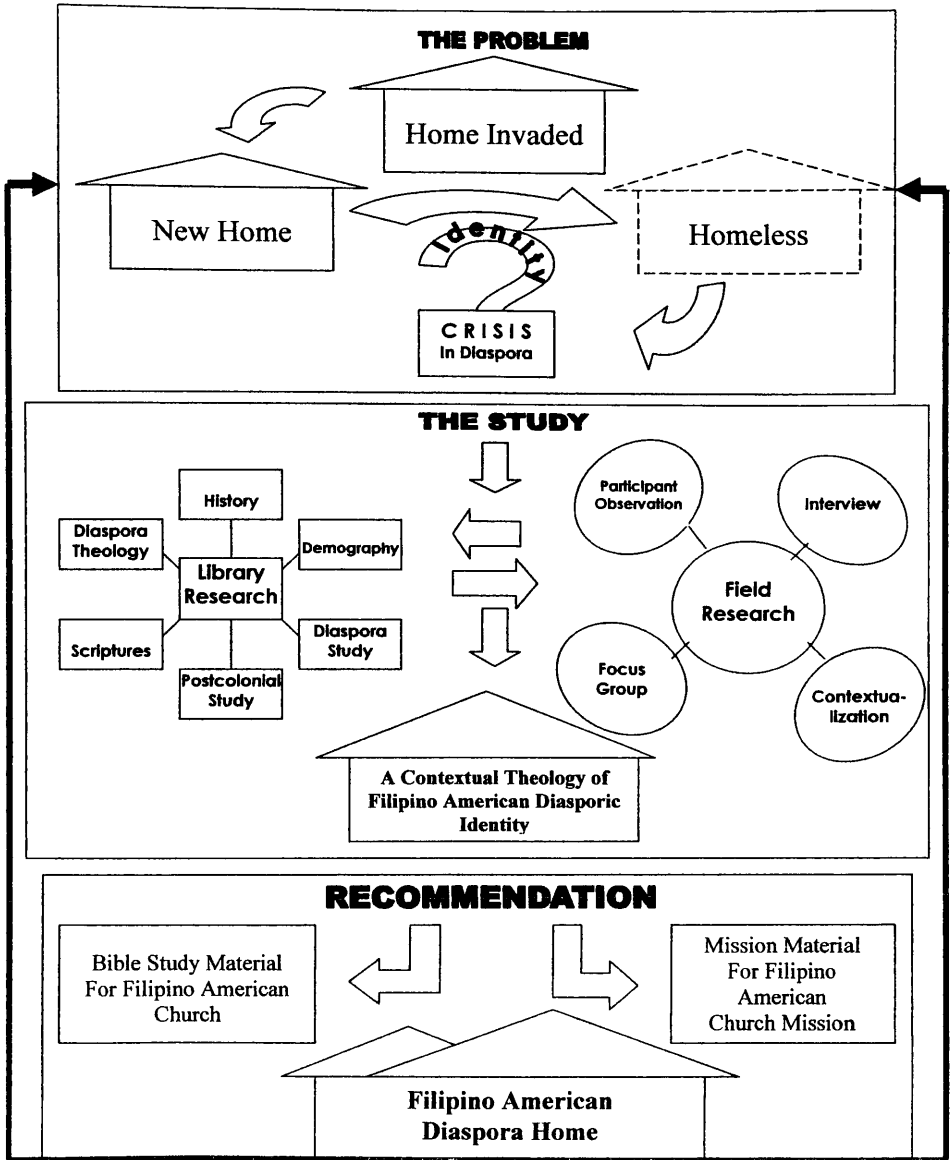 THE PROBLEM
Home Invaded
New Home
Homeless
Identity
CRISIS
In Diaspora
THE STUDY
History
Diaspora
Theology
Demography
Library
Research
Scriptures
Diaspora
Study
Postcolonial
Study
Participant
Observation
Interview
Field
Research
Focus
Group
Contextua-
lization
A Contextual Theology of
Filipino American Diasporic
Identity
RECOMMENDATION
Bible Study Material
For Filipino American
Church
Mission Material
For Filipino
American
Church Mission
Filipino American
Diaspora Home